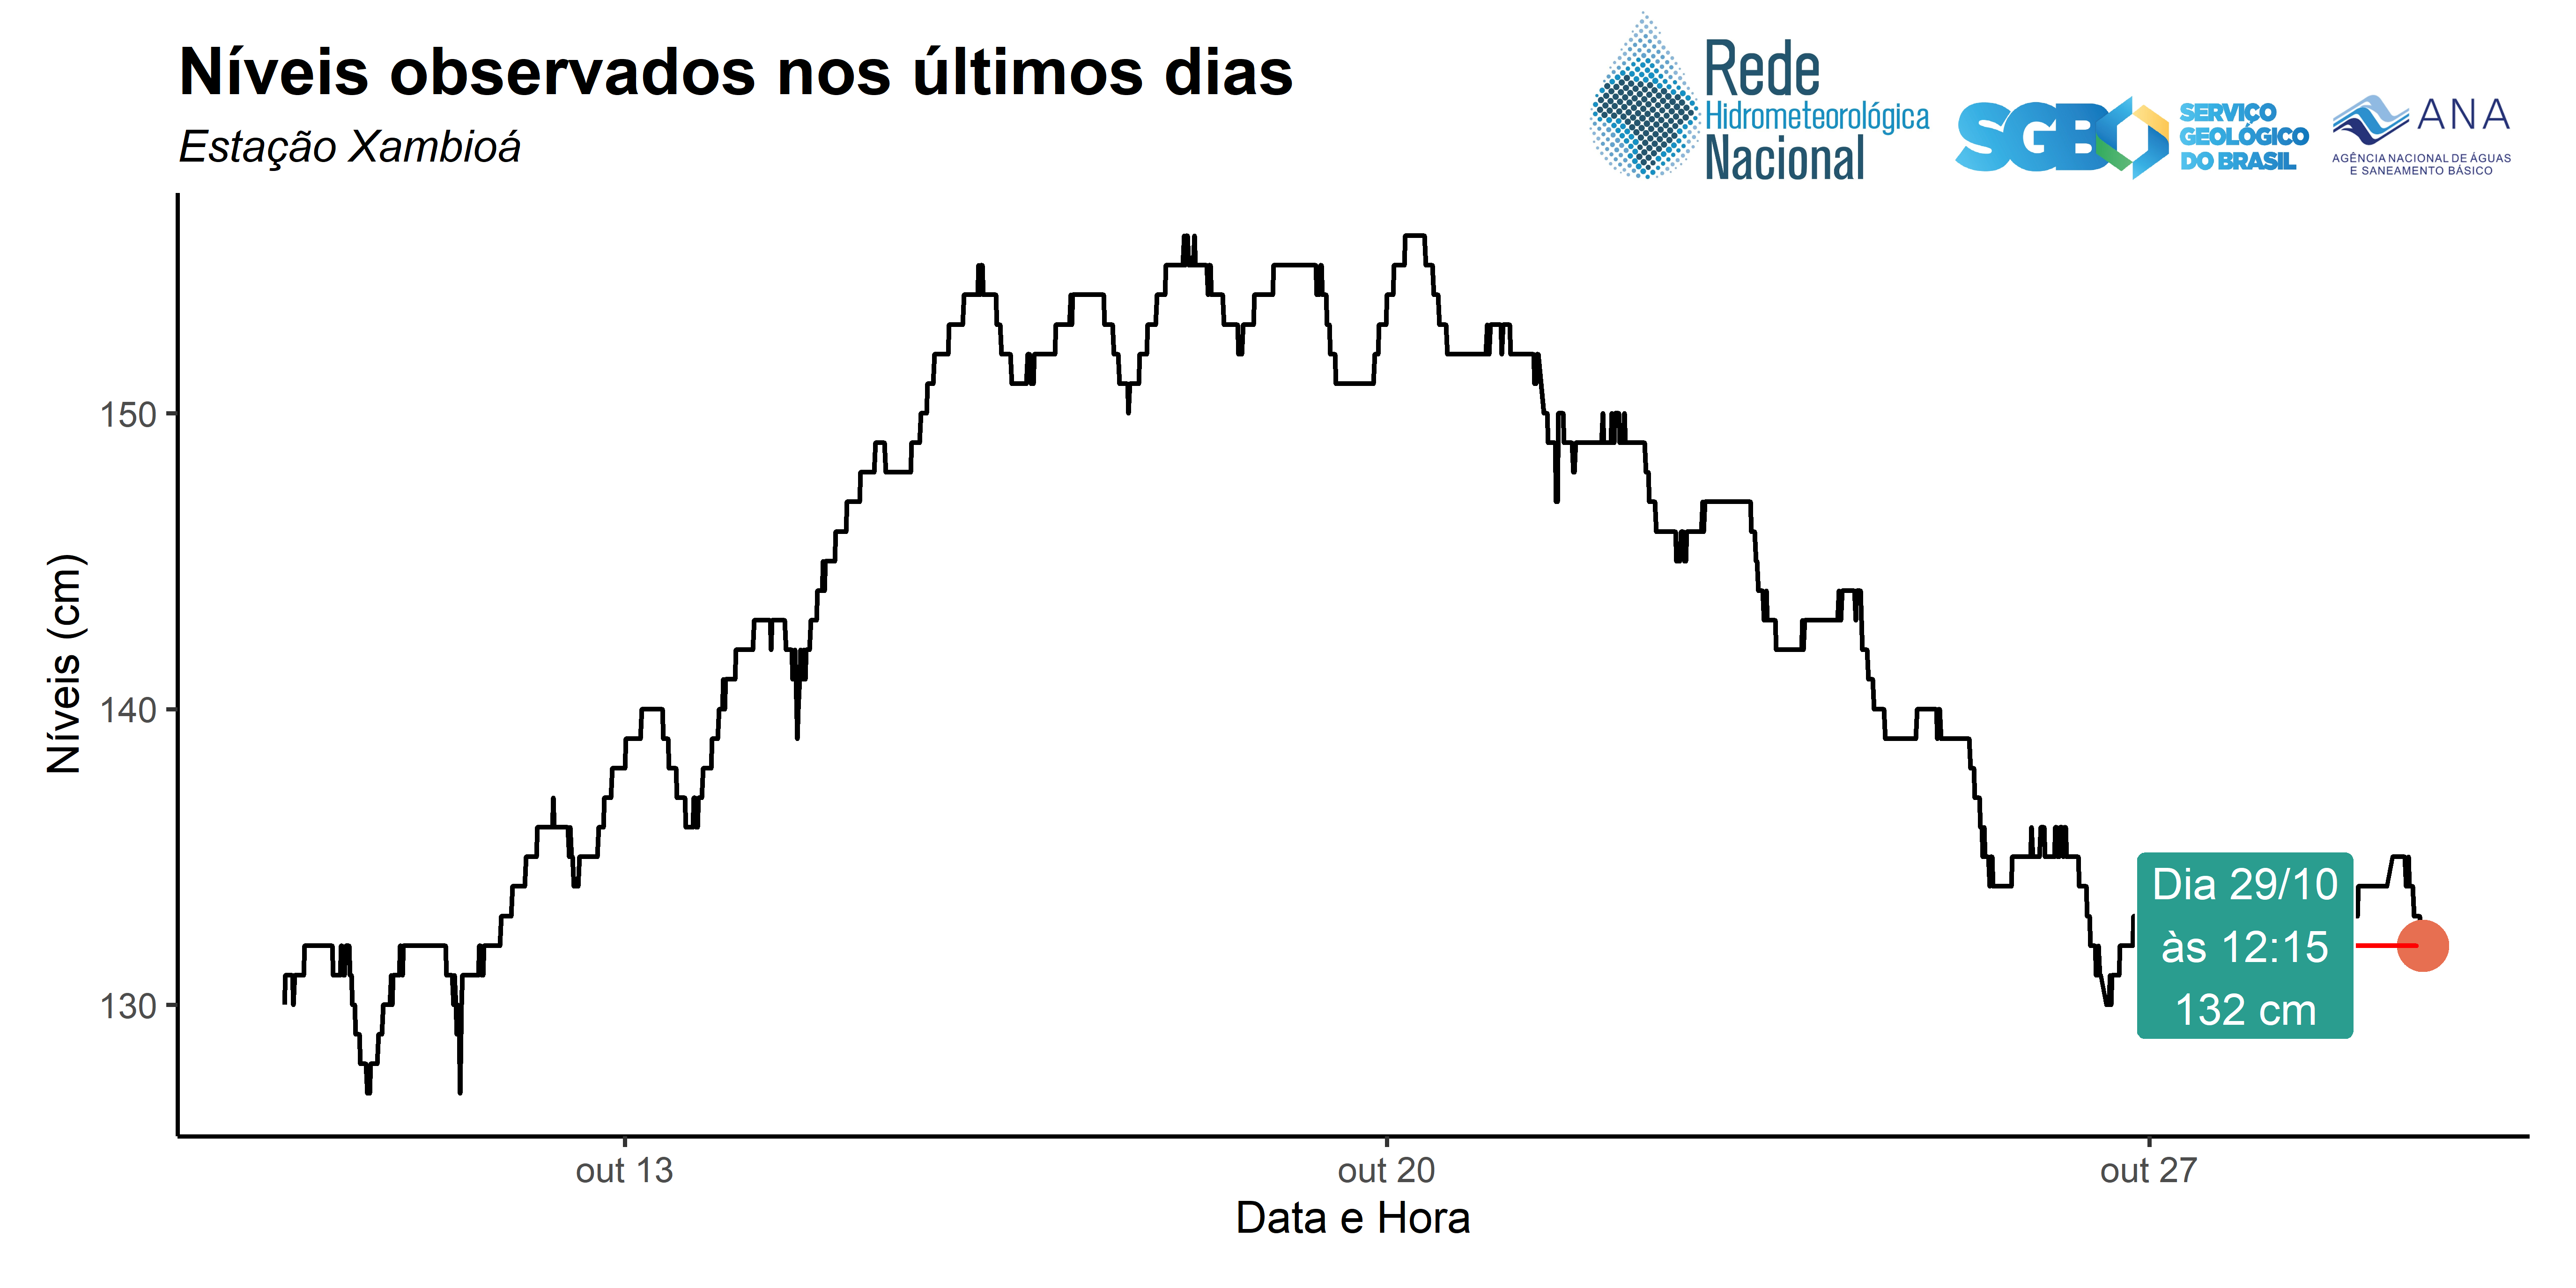 Níveis observados nos últimos dias
Estação Xambioá
Rede
Hidrometeorológica
Nacional
SGB
SERVIÇO
GEOLÓGICO
DO BRASIL
ANA
AGÊNCIA NACIONAL DE ÁGUAS
E SANEAMENTO BÁSICO
Níveis (cm)
150
140
130
Dia 29/10
às 12:15
132 cm
out 13
out 20
out 27
Data e Hora